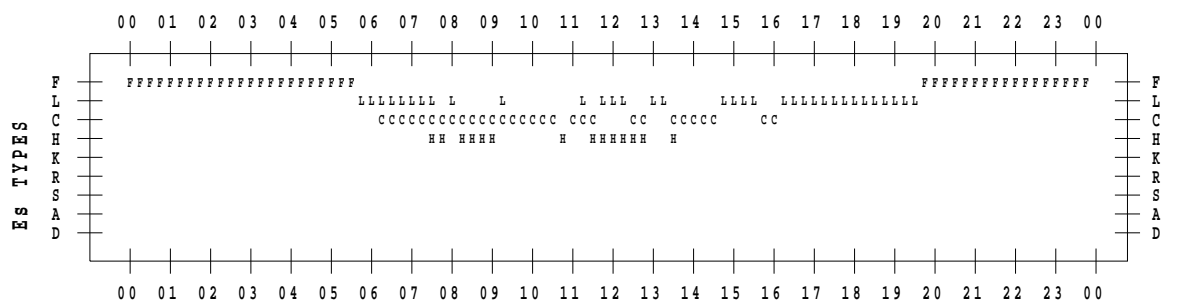 00 01 02 03 04 05 06 07 08 09 10 11 12 13 14 15 16 17 18 19 20 21 22 23 00
Es TYPES
F FFFFFFFFFFFFFFFFFFFFFFF FFFFFFFFFFFFFFFFF F
L LLLLLLLL L L L LLL LL LLLL LLLLLLLLLLLLLL L
C CCCCCCCCCCCCCCCCCC CCC CC CCCCC CC C
H HH HHHH H HHHHHH H H
K K
R R
S S
A A
D D
00 01 02 03 04 05 06 07 08 09 10 11 12 13 14 15 16 17 18 19 20 21 22 23 00